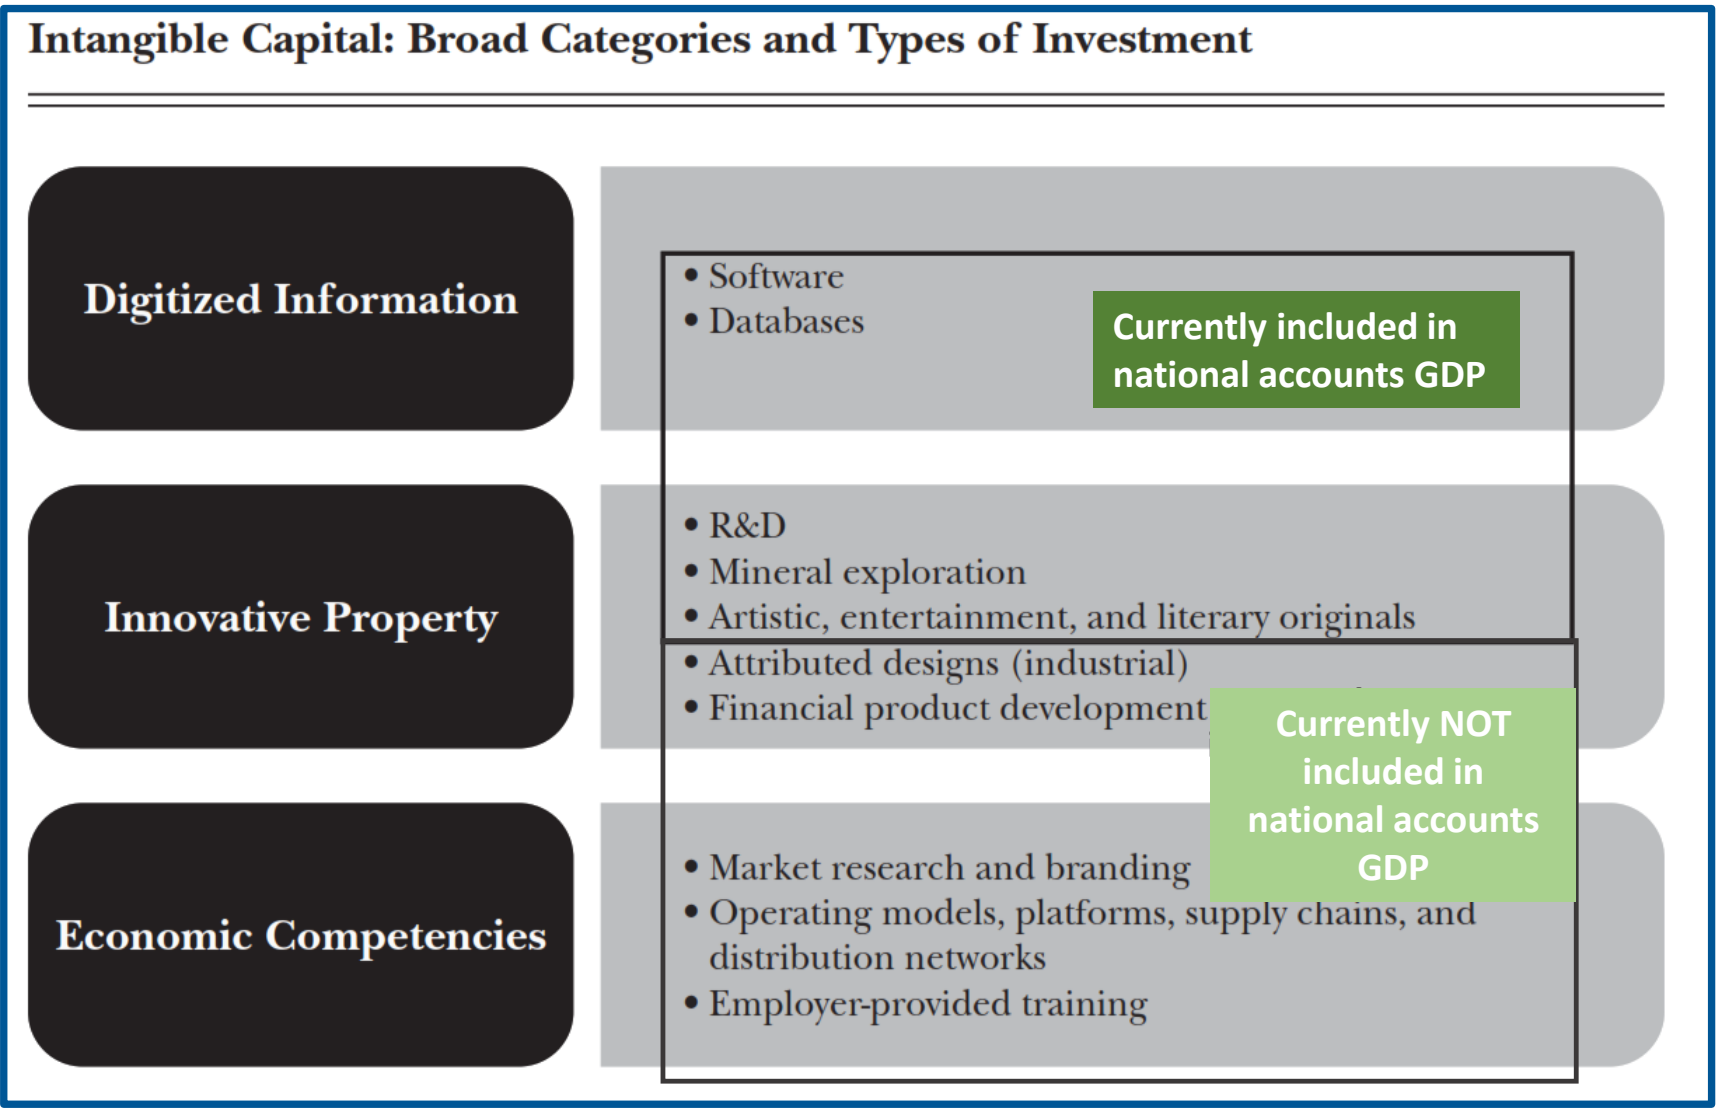 Intangible Capital: Broad Categories and Types of Investment
Digitized Information
• Software
• Databases
Currently included in
national accounts GDP
Innovative Property
• R&D
• Mineral exploration
• Artistic, entertainment, and literary originals
• Attributed designs (industrial)
• Financial product development
Currently NOT
included in
national accounts
GDP
Economic Competencies
• Market research and branding
• Operating models, platforms, supply chains, and
distribution networks
• Employer-provided training